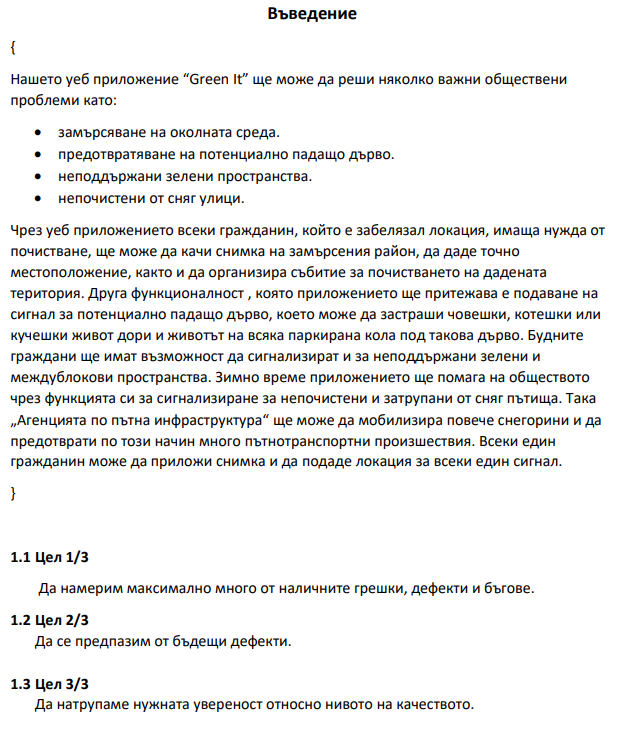 Въведение
{
Нашето уеб приложение “Green It” ще може да реши няколко важни обществени
проблеми като:
• замърсяване на околната среда.
• предотвратяване на потенциално падащо дърво.
• неподдържани зелени пространства.
• непочистени от сняг улици.
Чрез уеб приложението всеки гражданин, който е забелязал локация, имаща нужда от
почистване, ще може да качи снимка на замърсения район, да даде точно
местоположение, както и да организира събитие за почистването на дадената
територия. Друга функционалност , която приложението ще притежава е подаване на
сигнал за потенциално падащо дърво, което може да застраши човешки, котешки или
кучешки живот дори и животът на всяка паркирана кола под такова дърво. Будните
граждани ще имат възможност да сигнализират и за неподдържани зелени и
междублокови пространства. Зимно време приложението ще помага на обществото
чрез функцията си за сигнализиране за непочистени и затрупани от сняг пътища. Така
„Агенцията по пътна инфраструктура“ ще може да мобилизира повече снегорини и да
предотврати по този начин много пътнотранспортни произшествия. Всеки един
гражданин може да приложи снимка и да подаде локация за всеки един сигнал.
}
1.1 Цел 1/3
Да намерим максимално много от наличните грешки, дефекти и бъгове.
1.2 Цел 2/3
Да се предпазим от бъдещи дефекти.
1.3 Цел 3/3
Да натрупаме нужната увереност относно нивото на качеството.